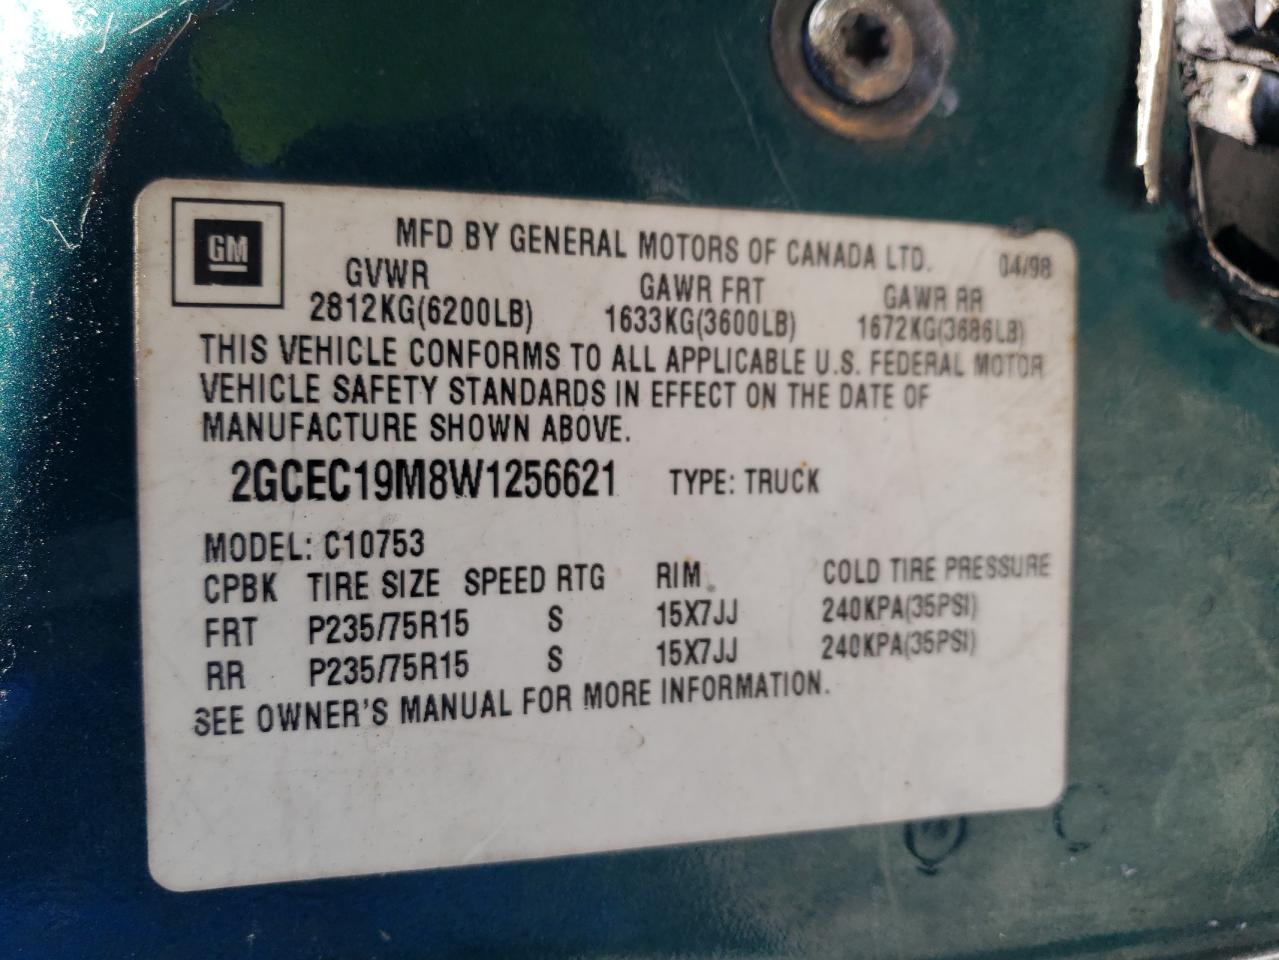 GM
MFD BY GENERAL MOTORS OF CANADA LTD. 04/98
GVWR GAWR FRT GAWR RR
2812KG(6200LB) 1633KG(3600LB) 1672KG(3686LB)
THIS VEHICLE CONFORMS TO ALL APPLICABLE U.S. FEDERAL MOTOR
VEHICLE SAFETY STANDARDS IN EFFECT ON THE DATE OF
MANUFACTURE SHOWN ABOVE.
2GCEC19M8W1256621 TYPE: TRUCK
MODEL: C10753
CPBK TIRE SIZE SPEED RTG RIM COLD TIRE PRESSURE
FRT P235/75R15 S 15X7JJ 240KPA(35PSI)
RR P235/75R15 S 15X7JJ 240KPA(35PSI)
SEE OWNER'S MANUAL FOR MORE INFORMATION.